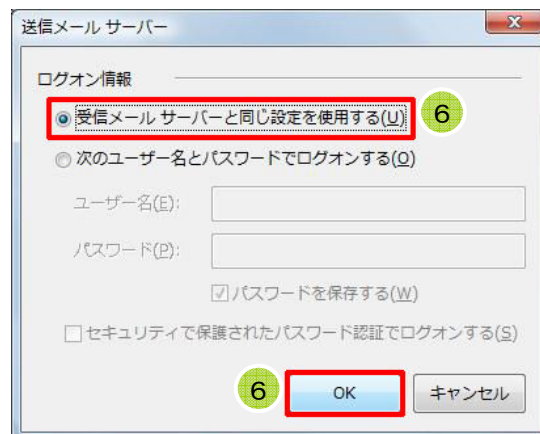 送信メール サーバー
ログオン情報
受信メール サーバーと同じ設定を使用する(U) 6
次のユーザー名とパスワードでログオンする(O)
ユーザー名(E):
パスワード(P):
パスワードを保存する(W)
セキュリティで保護されたパスワード認証でログオンする(S)
6 OK キャンセル